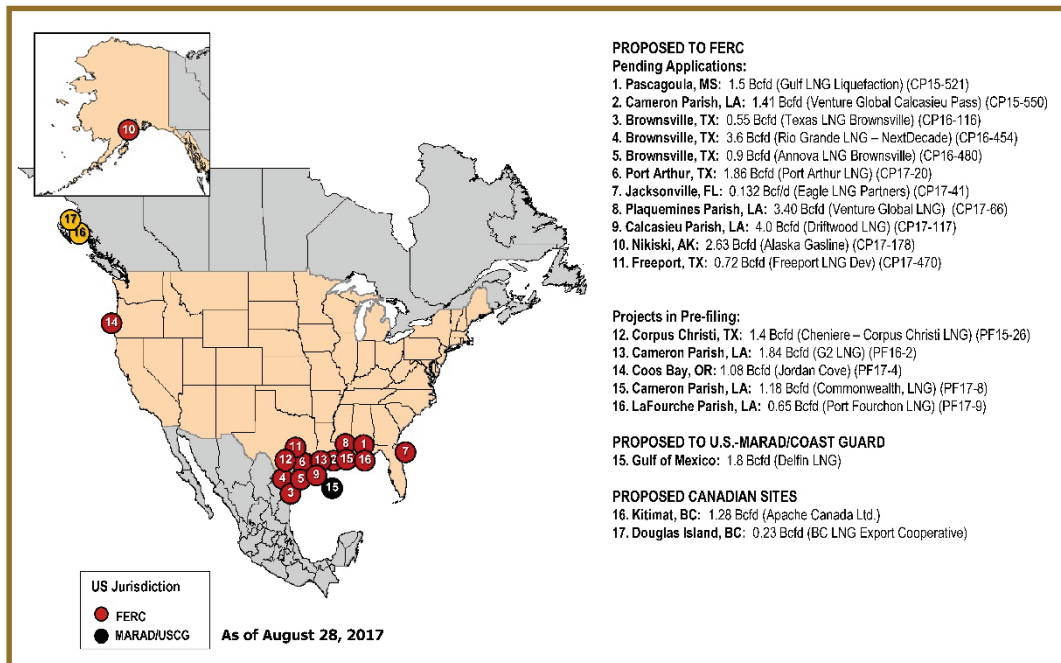 PROPOSED TO FERC
Pending Applications:
1. Pascagoula, MS: 1.5 Bcfd (Gulf LNG Liquefaction) (CP15-521)
2. Cameron Parish, LA: 1.41 Bcfd (Venture Global Calcasieu Pass) (CP15-550)
3. Brownsville, TX: 0.55 Bcfd (Texas LNG Brownsville) (CP16-116)
4. Brownsville, TX: 3.6 Bcfd (Rio Grande LNG – NextDecade) (CP16-454)
5. Brownsville, TX: 0.9 Bcfd (Annova LNG Brownsville) (CP16-480)
6. Port Arthur, TX: 1.86 Bcfd (Port Arthur LNG) (CP17-20)
7. Jacksonville, FL: 0.132 Bcf/d (Eagle LNG Partners) (CP17-41)
8. Plaquemines Parish, LA: 3.40 Bcfd (Venture Global LNG) (CP17-66)
9. Calcasieu Parish, LA: 4.0 Bcfd (Driftwood LNG) (CP17-117)
10. Nikiski, AK: 2.63 Bcfd (Alaska Gasline) (CP17-178)
11. Freeport, TX: 0.72 Bcfd (Freeport LNG Dev) (CP17-470)
Projects in Pre-filing:
12. Corpus Christi, TX: 1.4 Bcfd (Cheniere – Corpus Christi LNG) (PF15-26)
13. Cameron Parish, LA: 1.84 Bcfd (G2 LNG) (PF16-2)
14. Coos Bay, OR: 1.08 Bcfd (Jordan Cove) (PF17-4)
15. Cameron Parish, LA: 1.18 Bcfd (Commonwealth, LNG) (PF17-8)
16. LaFourche Parish, LA: 0.65 Bcfd (Port Fourchon LNG) (PF17-9)
PROPOSED TO U.S.-MARAD/COAST GUARD
15. Gulf of Mexico: 1.8 Bcfd (Delfin LNG)
PROPOSED CANADIAN SITES
16. Kitimat, BC: 1.28 Bcfd (Apache Canada Ltd.)
17. Douglas Island, BC: 0.23 Bcfd (BC LNG Export Cooperative)
10
17
16
14
11
8
1
7
12
6
13
2
15
16
4
5
9
15
3
US Jurisdiction
FERC
MARAD/USCG
As of August 28, 2017